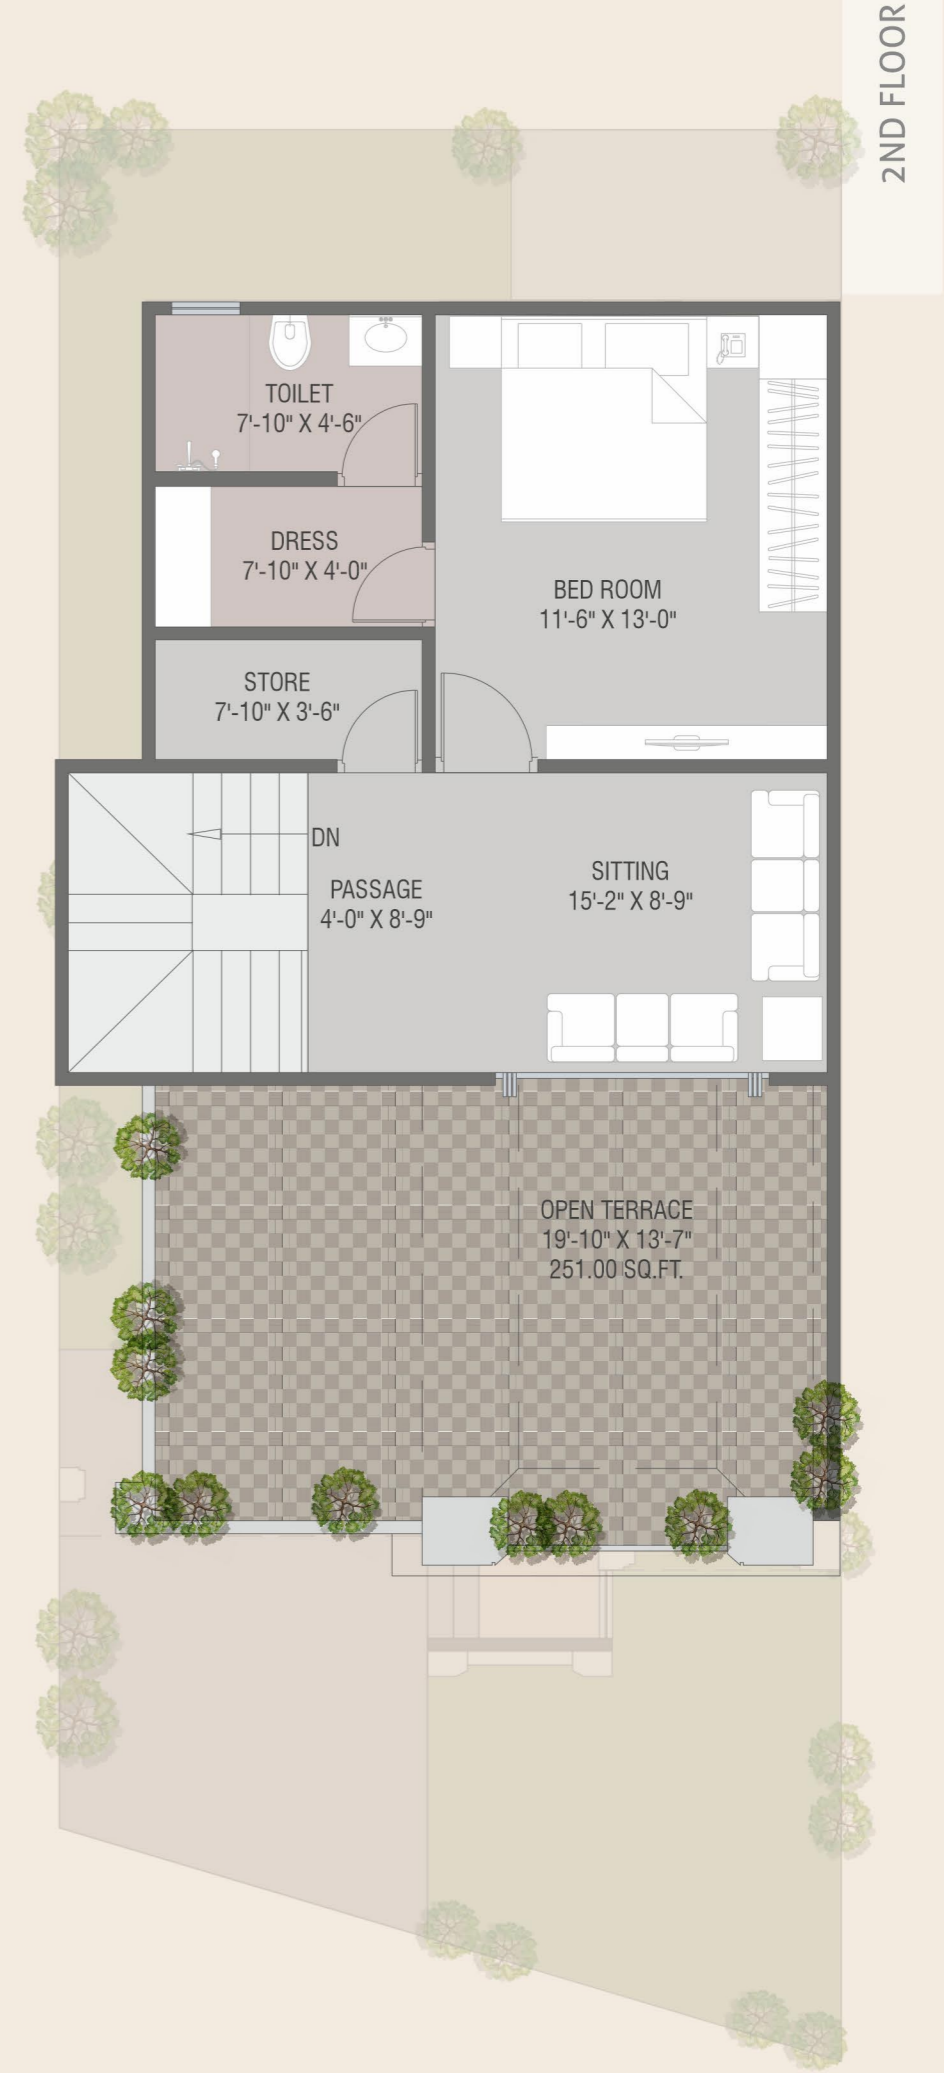 2ND FLOOR
TOILET
7'-10" X 4'-6"
DRESS
7'-10" X 4'-0"
BED ROOM
11'-6" X 13'-0"
STORE
7'-10" X 3'-6"
DN
PASSAGE
4'-0" X 8'-9"
SITTING
15'-2" X 8'-9"
OPEN TERRACE
19'-10" X 13'-7"
251.00 SQ.FT.